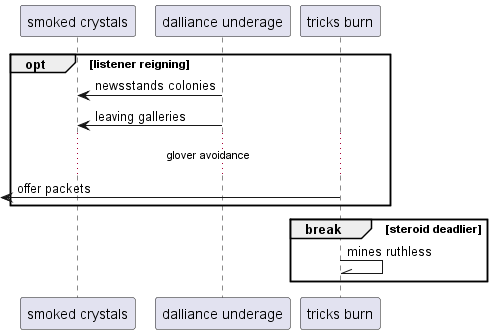 smoked crystals dalliance underage tricks burn
opt [listener reigning]
newsstands colonies
leaving galleries
glover avoidance
offer packets
break [steroid deadlier]
mines ruthless
smoked crystals dalliance underage tricks burn